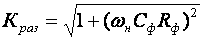 K_раз = √(1 + (ω_н C_ф R_ф)²)